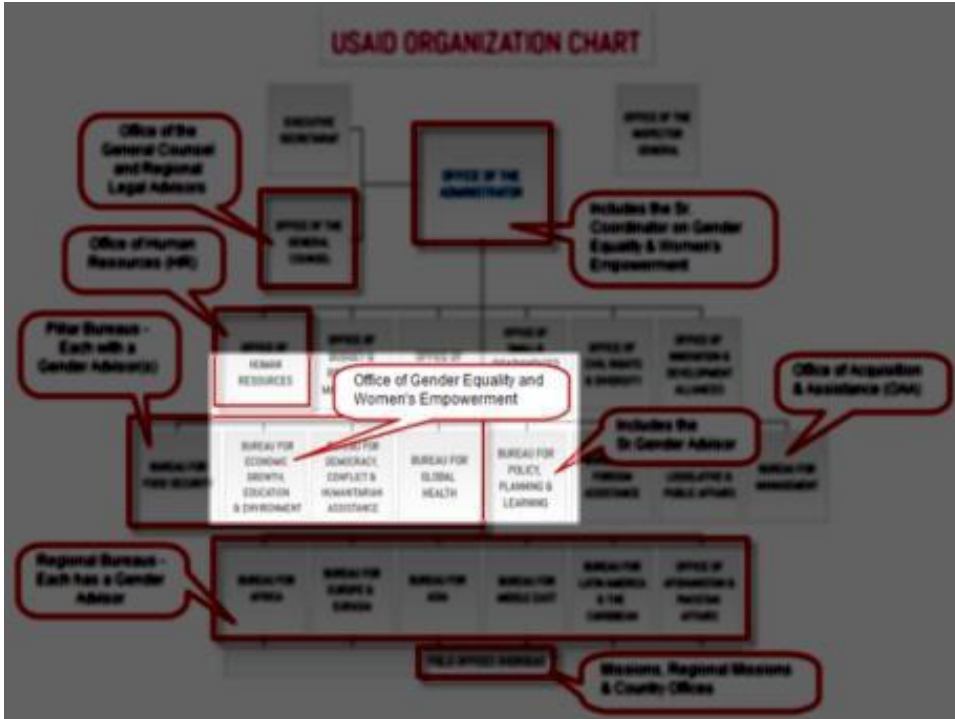 USAID ORGANIZATION CHART
EXECUTIVE
SECRETARIAT
OFFICE OF THE
INSPECTOR
GENERAL
Office of the
General Counsel
and Regional
Legal Advisors
OFFICE OF THE
ADMINISTRATOR
OFFICE OF THE
GENERAL
COUNSEL
Includes the Sr.
Coordinator on Gender
Equality & Women's
Empowerment
Office of Human
Resources (HR)
Pillar Bureaus -
Each with a
Gender Advisor(s)
OFFICE OF
HUMAN
RESOURCES
OFFICE OF
OFFICE OF
OFFICE OF
OFFICE OF
CIVIL RIGHTS
& DIVERSITY
OFFICE OF
INNOVATION &
DEVELOPMENT
ALLIANCES
Office of Gender Equality and
Women's Empowerment
Office of Acquisition
& Assistance (OAA)
Includes the
Sr Gender Advisor
BUREAU FOR
FOOD SECURITY
BUREAU FOR
ECONOMIC
GROWTH,
EDUCATION
& ENVIRONMENT
FOR
DEMOCRACY,
CONFLICT &
HUMANITARIAN
ASSISTANCE
BUREAU FOR
GLOBAL
HEALTH
BUREAU FOR
POLICY,
PLANNING &
LEARNING
FOREIGN
ASSISTANCE
LEGISLATIVE &
PUBLIC AFFAIRS
BUREAU FOR
MANAGEMENT
Regional Bureaus -
Each has a Gender
Advisor
BUREAU FOR
AFRICA
BUREAU FOR
EUROPE &
EURASIA
BUREAU FOR
ASIA
BUREAU FOR
MIDDLE EAST
BUREAU FOR
LATIN AMERICA
& THE
CARIBBEAN
OFFICE OF
AFGHANISTAN &
PAKISTAN
AFFAIRS
FIELD OFFICES OVERSEAS
Missions, Regional Missions
& Country Offices